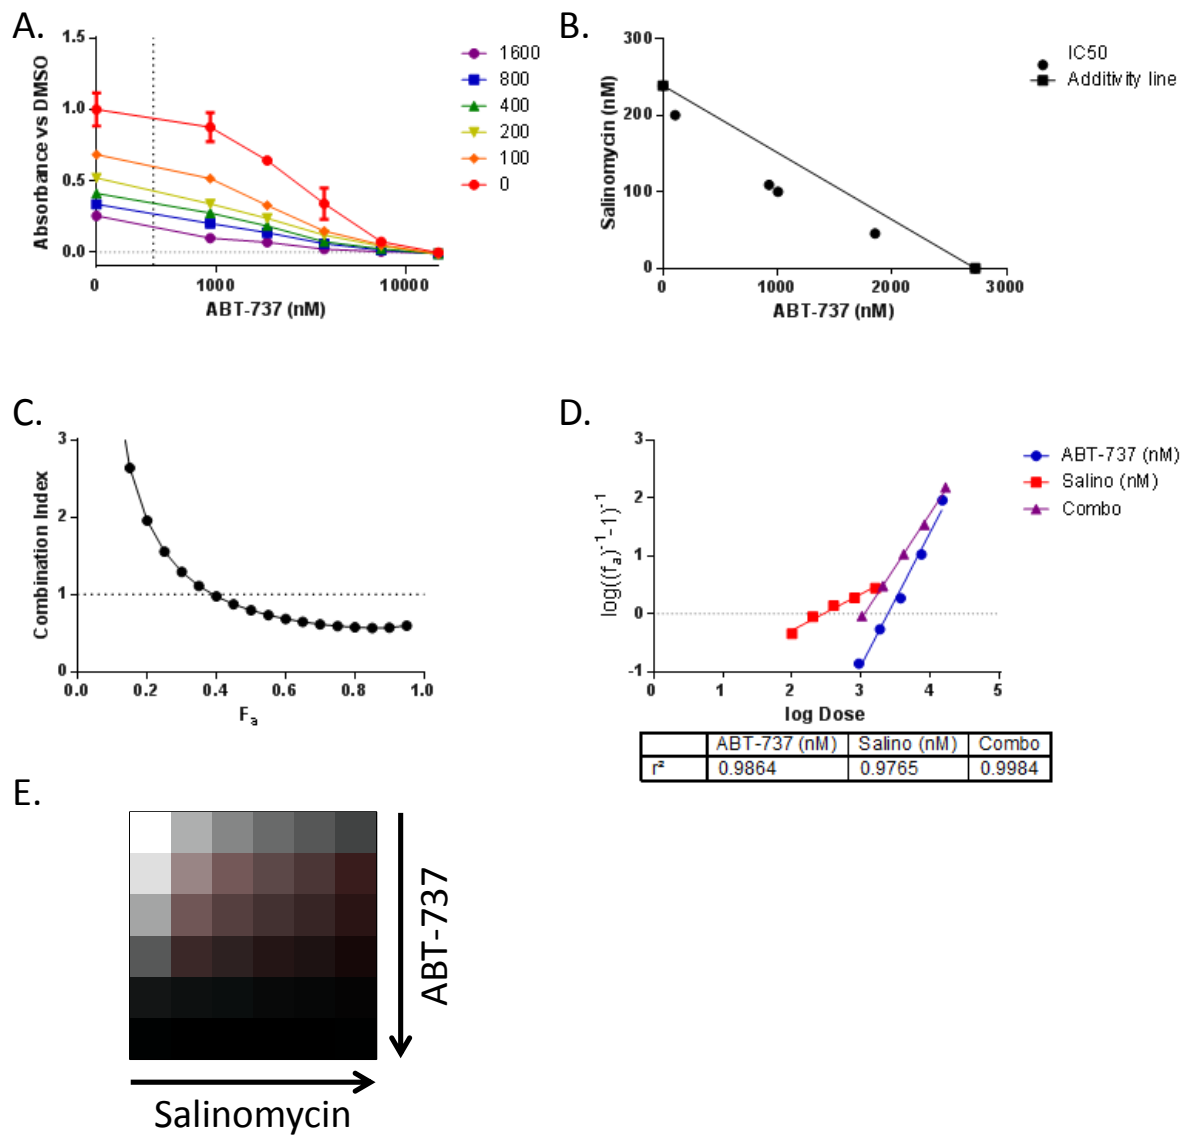 A.
1.5
1.0
0.5
0.0
Absorbance vs DMSO
0
1000
10000
ABT-737 (nM)
1600
800
400
200
100
0
B.
300
200
100
0
Salinomycin (nM)
0
1000
2000
3000
ABT-737 (nM)
IC50
Additivity line
C.
3
2
1
0
Combination Index
0.0
0.2
0.4
0.6
0.8
1.0
Fa
D.
3
2
1
0
-1
log((fa)-1-1)-1
0
1
2
3
4
5
log Dose
ABT-737 (nM)
Salino (nM)
Combo
ABT-737 (nM) Salino (nM) Combo
r² 0.9864 0.9765 0.9984
E.
ABT-737
Salinomycin